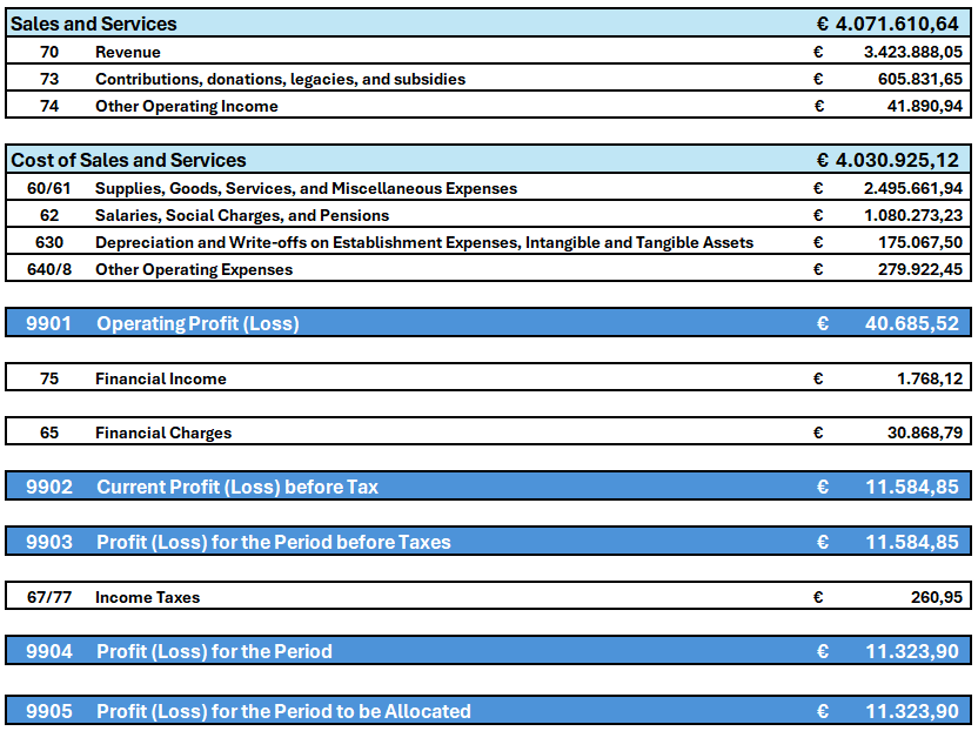 Sales and Services € 4.071.610,64
70 Revenue € 3.423.888,05
73 Contributions, donations, legacies, and subsidies € 605.831,65
74 Other Operating Income € 41.890,94
Cost of Sales and Services € 4.030.925,12
60/61 Supplies, Goods, Services, and Miscellaneous Expenses € 2.495.661,94
62 Salaries, Social Charges, and Pensions € 1.080.273,23
630 Depreciation and Write-offs on Establishment Expenses, Intangible and Tangible Assets € 175.067,50
640/8 Other Operating Expenses € 279.922,45
9901 Operating Profit (Loss) € 40.685,52
75 Financial Income € 1.768,12
65 Financial Charges € 30.868,79
9902 Current Profit (Loss) before Tax € 11.584,85
9903 Profit (Loss) for the Period before Taxes € 11.584,85
67/77 Income Taxes € 260,95
9904 Profit (Loss) for the Period € 11.323,90
9905 Profit (Loss) for the Period to be Allocated € 11.323,90